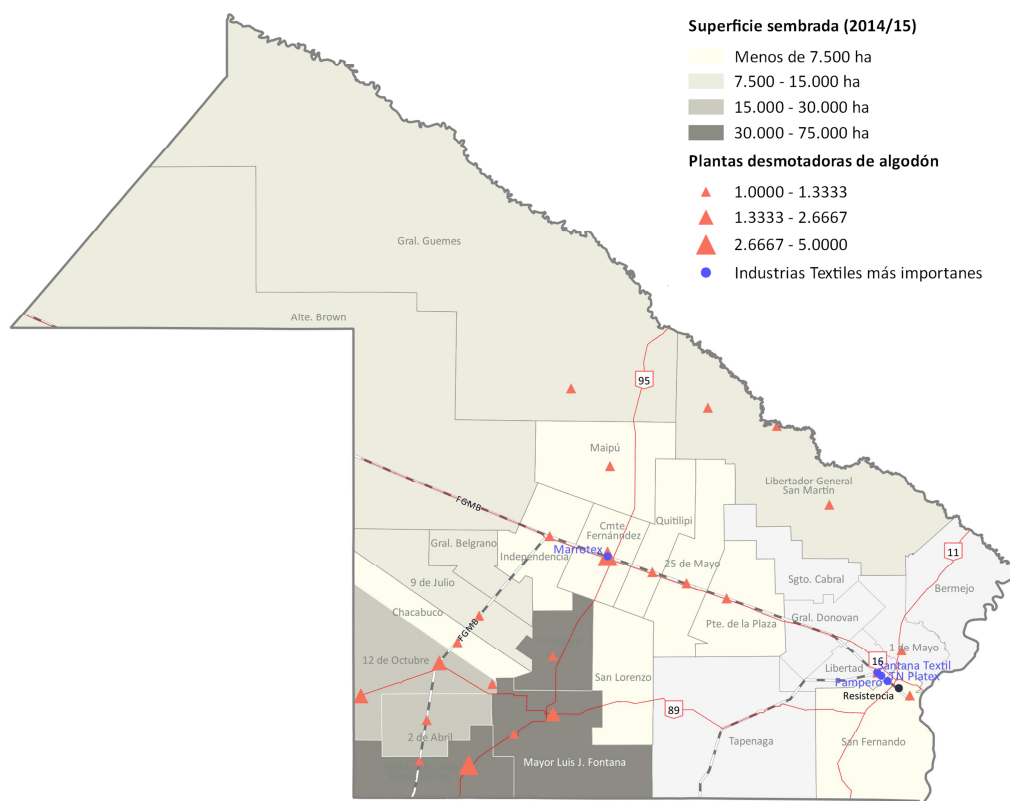 Superficie sembrada (2014/15)
Menos de 7.500 ha
7.500 - 15.000 ha
15.000 - 30.000 ha
30.000 - 75.000 ha
Plantas desmotadoras de algodón
1.0000 - 1.3333
1.3333 - 2.6667
2.6667 - 5.0000
Industrias Textiles más importanes
Gral. Guemes
Alte. Brown
95
Maipú
Libertador General
San Martín
FGMB
Quitilipi
Cmte
Fernández
Gral. Belgrano
Independencia
Marrotex
11
25 de Mayo
9 de Julio
Sgto. Cabral
Bermejo
Chacabuco
Gral. Donovan
Pte. de la Plaza
FGMB
1 de Mayo
12 de Octubre
16
Libertad
Santana Textil
TN Platex
San Lorenzo
Pampero
Resistencia
89
2 de Abril
Tapenaga
San Fernando
Mayor Luis J. Fontana